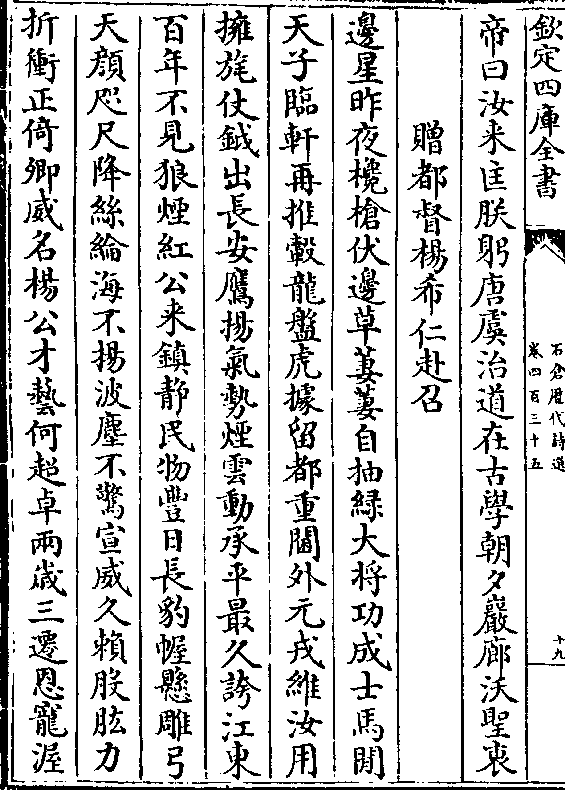 欽定四庫全書
石倉歷代詩選
卷四百三十五
十九
帝曰汝来匡朕躬唐虞治道在古學朝夕巖廊沃聖衷
贈都督楊希仁赴召
邊星昨夜欃槍伏邊草萋萋自抽緑大将功成士馬閒
天子臨軒再推轂龍盤虎據留都重閫外元戎維汝用
擁旄仗鉞出長安鷹揚氣勢煙雲動承平最久誇江東
百年不見狼煙紅公来鎮静民物豐日長豹幄懸雕弓
天顔咫尺降絲綸海不揚波塵不驚宣威久賴股肱力
折衝正倚卿威名楊公才藝何超卓兩歳三遷恩寵渥